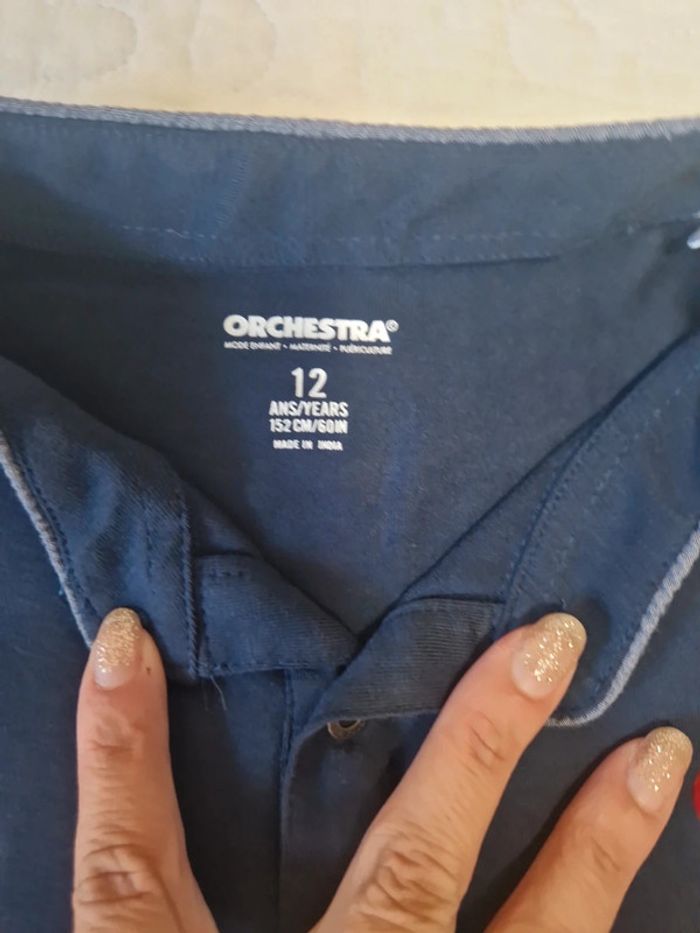 ORCHESTRA®
MODE ENFANT • MATERNITÉ • PUÉRICULTURE
12
ANS/YEARS
152 CM/60IN
MADE IN INDIA